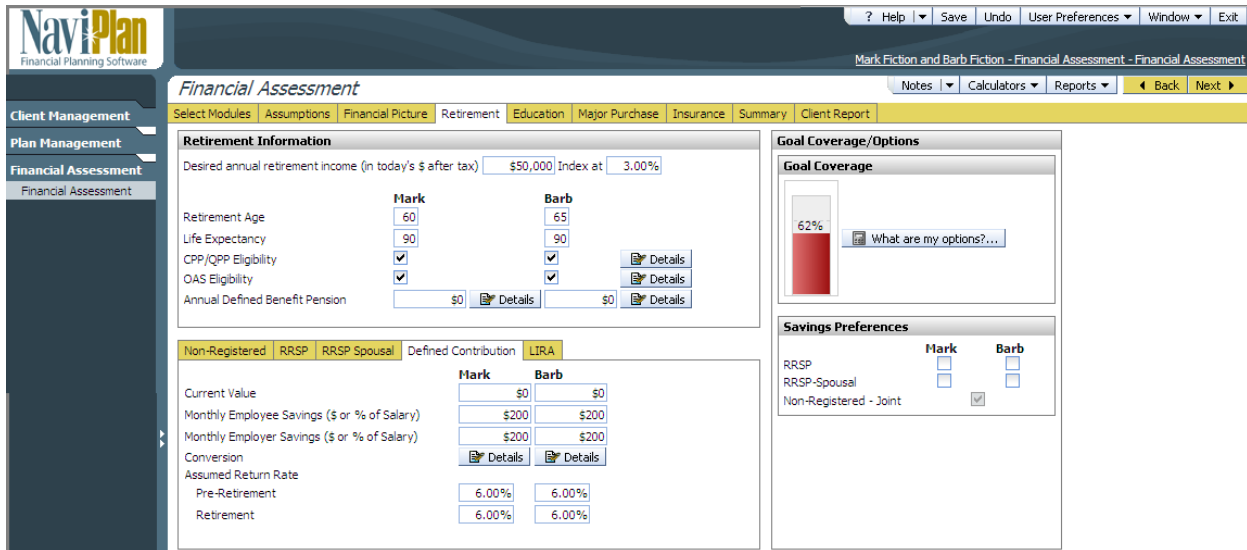 NaviPlan
Financial Planning Software
? Help Save Undo User Preferences Window Exit
Mark Fiction and Barb Fiction - Financial Assessment - Financial Assessment
Financial Assessment
Notes Calculators Reports Back Next
Client Management
Plan Management
Financial Assessment
Financial Assessment
Select Modules Assumptions Financial Picture Retirement Education Major Purchase Insurance Summary Client Report
Retirement Information
Desired annual retirement income (in today's $ after tax) $50,000 Index at 3.00%
Mark Barb
Retirement Age 60 65
Life Expectancy 90 90
CPP/QPP Eligibility Details
OAS Eligibility Details
Annual Defined Benefit Pension $0 Details $0 Details
Non-Registered RRSP RRSP Spousal Defined Contribution LIRA
Mark Barb
Current Value $0 $0
Monthly Employee Savings ($ or % of Salary) $200 $200
Monthly Employer Savings ($ or % of Salary) $200 $200
Conversion Details Details
Assumed Return Rate
Pre-Retirement 6.00% 6.00%
Retirement 6.00% 6.00%
Goal Coverage/Options
Goal Coverage
62%
What are my options?...
Savings Preferences
Mark Barb
RRSP
RRSP-Spousal
Non-Registered - Joint